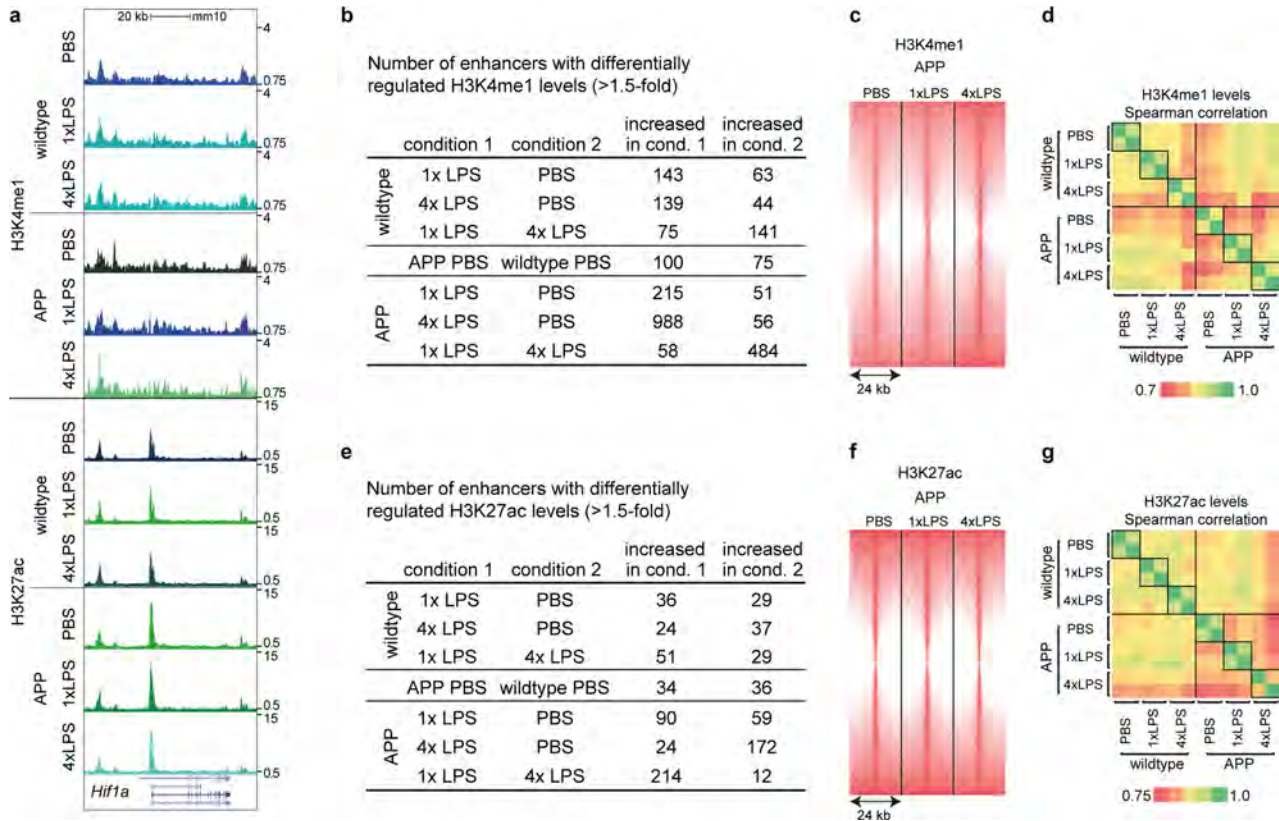 a
20 kb
mm10
H3K4me1
wildtype
PBS
4
0.75
1xLPS
4
0.75
4xLPS
4
0.75
APP
PBS
4
0.75
1xLPS
4
0.75
4xLPS
4
0.75
H3K27ac
wildtype
PBS
15
0.5
1xLPS
15
0.5
4xLPS
15
0.5
APP
PBS
15
0.5
1xLPS
15
0.5
4xLPS
15
0.5
Hif1a
b
Number of enhancers with differentially
regulated H3K4me1 levels (>1.5-fold)
condition 1 condition 2 increased in cond. 1 increased in cond. 2
wildtype
1x LPS PBS 143 63
4x LPS PBS 139 44
1x LPS 4x LPS 75 141
APP PBS wildtype PBS 100 75
APP
1x LPS PBS 215 51
4x LPS PBS 988 56
1x LPS 4x LPS 58 484
c
H3K4me1
APP
PBS 1xLPS 4xLPS
24 kb
d
H3K4me1 levels
Spearman correlation
wildtype
PBS
1xLPS
4xLPS
APP
PBS
1xLPS
4xLPS
PBS 1xLPS 4xLPS PBS 1xLPS 4xLPS
wildtype APP
0.7 1.0
e
Number of enhancers with differentially
regulated H3K27ac levels (>1.5-fold)
condition 1 condition 2 increased in cond. 1 increased in cond. 2
wildtype
1x LPS PBS 36 29
4x LPS PBS 24 37
1x LPS 4x LPS 51 29
APP PBS wildtype PBS 34 36
APP
1x LPS PBS 90 59
4x LPS PBS 24 172
1x LPS 4x LPS 214 12
f
H3K27ac
APP
PBS 1xLPS 4xLPS
24 kb
g
H3K27ac levels
Spearman correlation
wildtype
PBS
1xLPS
4xLPS
APP
PBS
1xLPS
4xLPS
PBS 1xLPS 4xLPS PBS 1xLPS 4xLPS
wildtype APP
0.75 1.0